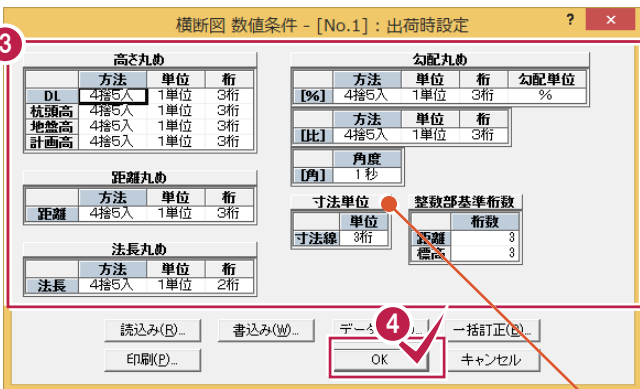 横断図 数値条件 - [No.1] : 出荷時設定 ? ×
3
高さ丸め
方法 単位 桁
DL 4捨5入 1単位 3桁
杭頭高 4捨5入 1単位 3桁
地盤高 4捨5入 1単位 3桁
計画高 4捨5入 1単位 3桁
距離丸め
方法 単位 桁
距離 4捨5入 1単位 3桁
法長丸め
方法 単位 桁
法長 4捨5入 1単位 2桁
勾配丸め
方法 単位 桁 勾配単位
[%] 4捨5入 1単位 3桁 %
方法 単位 桁
[比] 4捨5入 1単位 3桁
角度
[角] 1秒
寸法単位
単位
寸法線 3桁
整数部基準桁数
桁数
距離 3
標高 3
読込み(R)... 書込み(W)... データ 一括訂正(B)...
4
印刷(P)... OK キャンセル